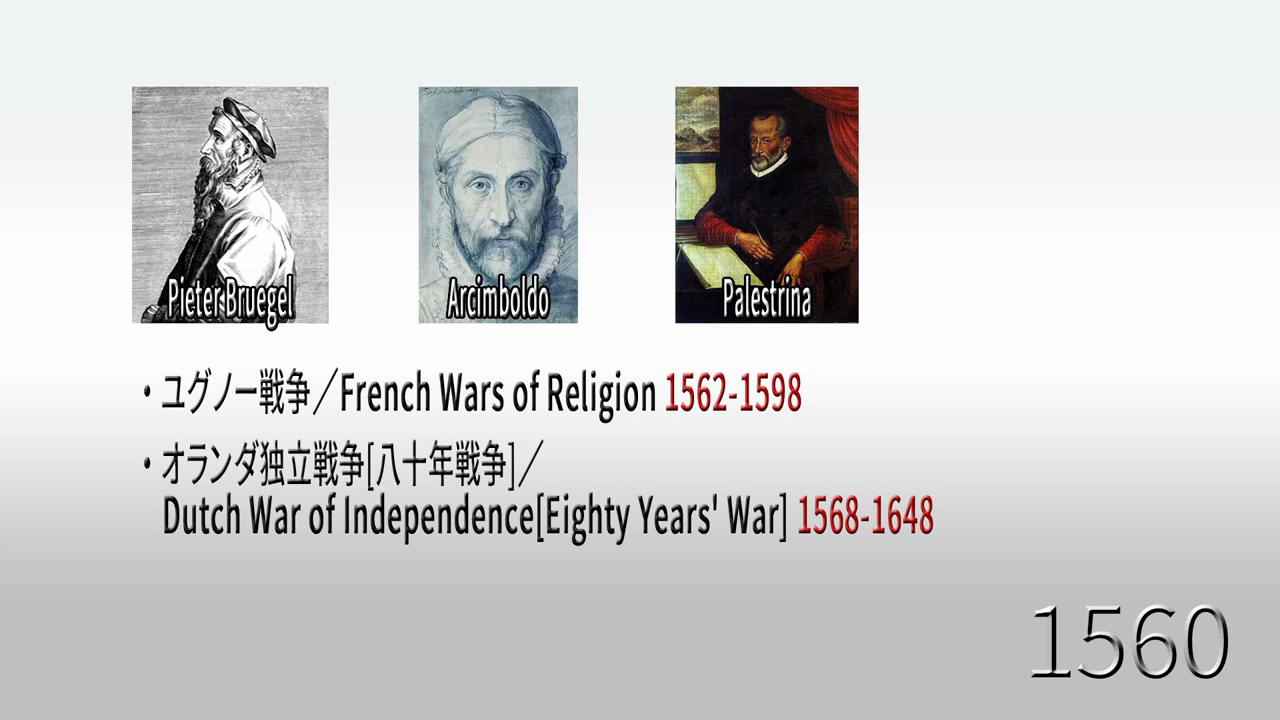 Pieter Bruegel
Arcimboldo
Palestrina
・ユグノー戦争／French Wars of Religion 1562-1598
・オランダ独立戦争[八十年戦争]／
Dutch War of Independence[Eighty Years' War] 1568-1648
1560